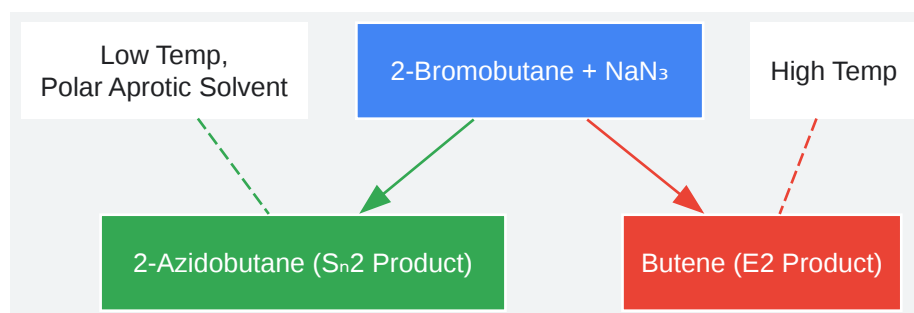 Low Temp,
Polar Aprotic Solvent
2-Bromobutane + NaN₃
High Temp
2-Azidobutane (Sₙ2 Product)
Butene (E2 Product)